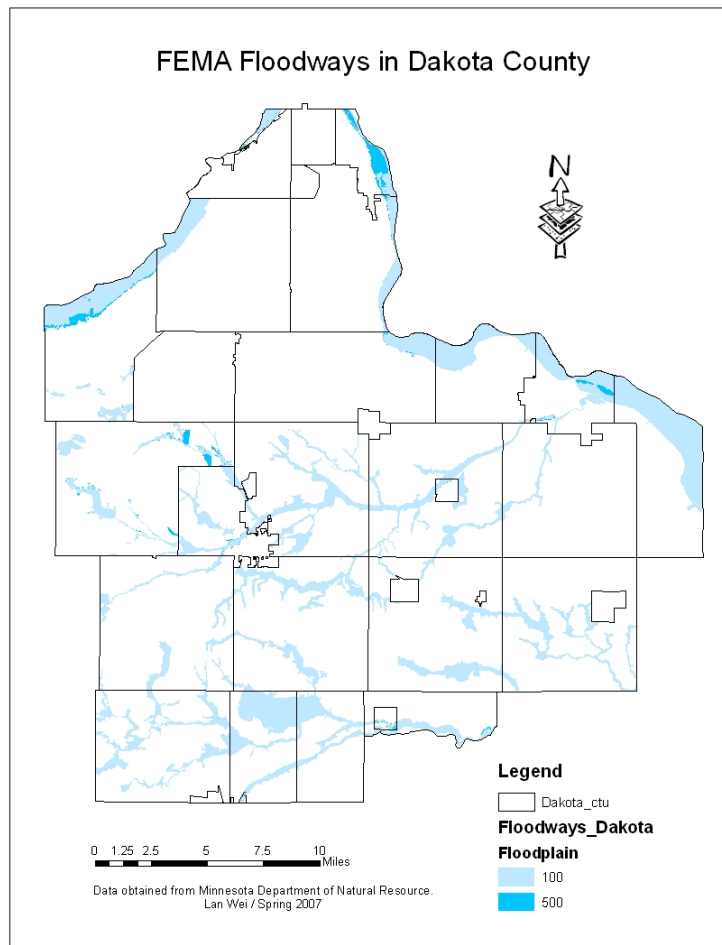 FEMA Floodways in Dakota County
N
Legend
Dakota_ctu
Floodways_Dakota
Floodplain
100
500
0 1.25 2.5 5 7.5 10
Miles
Data obtained from Minnesota Department of Natural Resource.
Lan Wei / Spring 2007